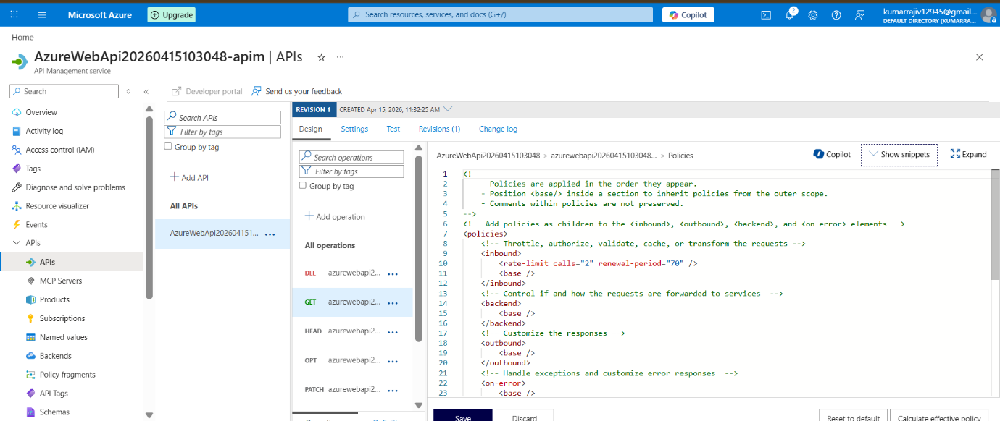 Microsoft Azure
Upgrade
Search resources, services, and docs (G+/)
Copilot
2
kumarrajiv12945@gmail...
DEFAULT DIRECTORY (KUMARRA...
Home
AzureWebApi20260415103048-apim | APIs
API Management service
Search
Developer portal
Send us your feedback
Overview
Activity log
Access control (IAM)
Tags
Diagnose and solve problems
Resource visualizer
Events
APIs
APIs
MCP Servers
Products
Subscriptions
Named values
Backends
Policy fragments
API Tags
Schemas
Search APIs
Filter by tags
Group by tag
Add API
All APIs
AzureWebApi202604151...
REVISION 1
CREATED Apr 15, 2026, 11:32:25 AM
Design
Settings
Test
Revisions (1)
Change log
Search operations
Filter by tags
Group by tag
Add operation
All operations
DEL azurewebapi2...
GET azurewebapi2...
HEAD azurewebapi2...
OPT azurewebapi2...
PATCH azurewebapi2...
AzureWebApi20260415103048 > azurewebapi20260415103048... > Policies
Copilot
Show snippets
Expand
1 <!--
2 - Policies are applied in the order they appear.
3 - Position <base/> inside a section to inherit policies from the outer scope.
4 - Comments within policies are not preserved.
5 -->
6 <!-- Add policies as children to the <inbound>, <outbound>, <backend>, and <on-error> elements -->
7 <policies>
8 <!-- Throttle, authorize, validate, cache, or transform the requests -->
9 <inbound>
10 <rate-limit calls="2" renewal-period="70" />
11 <base />
12 </inbound>
13 <!-- Control if and how the requests are forwarded to services -->
14 <backend>
15 <base />
16 </backend>
17 <!-- Customize the responses -->
18 <outbound>
19 <base />
20 </outbound>
21 <!-- Handle exceptions and customize error responses -->
22 <on-error>
23 <base />
Save
Discard
Reset to default
Calculate effective policy